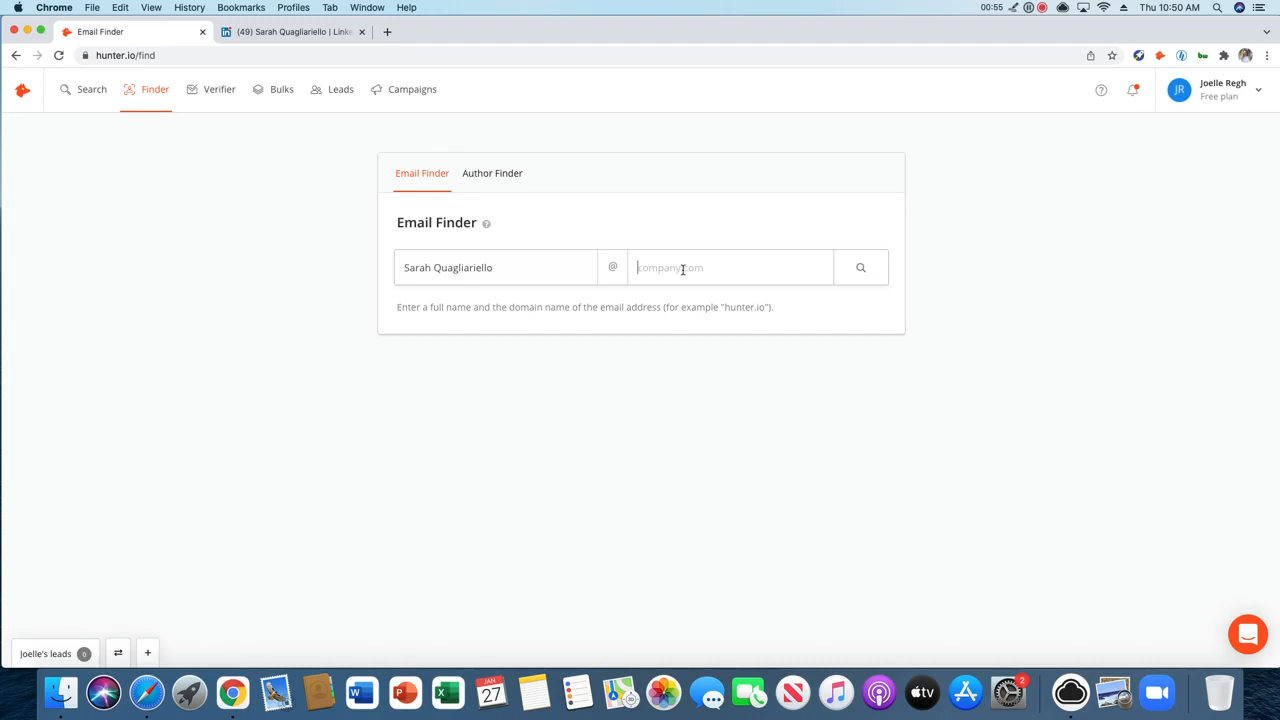 Chrome File Edit View History Bookmarks Profiles Tab Window Help
00:55 Thu 10:50 AM
Email Finder
(49) Sarah Quagliariello | Linke
hunter.io/find
Search Finder Verifier Bulks Leads Campaigns
JR Joelle Regh
Free plan
Email Finder Author Finder
Email Finder
Sarah Quagliariello @ company.com
Enter a full name and the domain name of the email address (for example "hunter.io").
Joelle's leads 0
JAN
27
2
tv